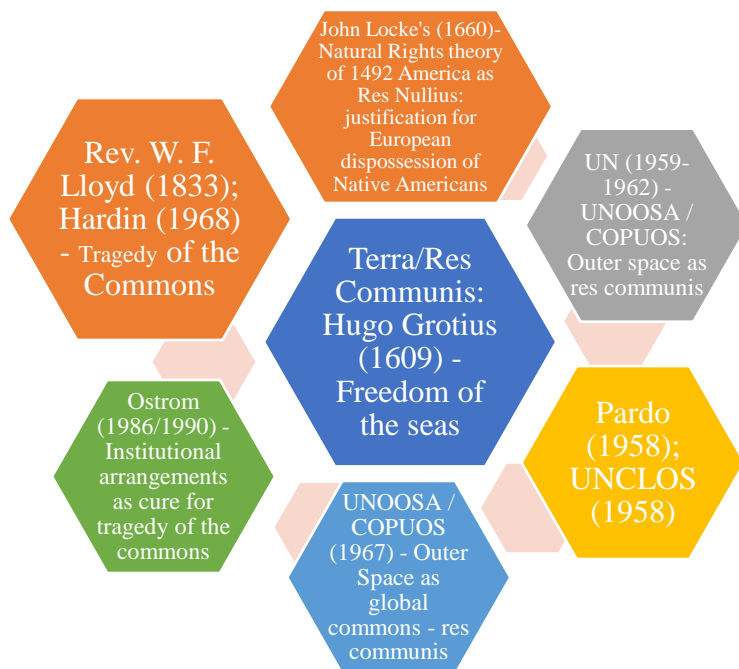 John Locke's (1660)-
Natural Rights theory
of 1492 America as
Res Nullius:
justification for
European
dispossession of
Native Americans
Rev. W. F.
Lloyd (1833);
Hardin (1968)
- Tragedy of the
Commons
UN (1959-
1962) -
UNOOSA /
COPUOS:
Outer space as
res communis
Terra/Res
Communis:
Hugo Grotius
(1609) -
Freedom of
the seas
Ostrom
(1986/1990) -
Institutional
arrangements
as cure for
tragedy of the
commons
Pardo
(1958);
UNCLOS
(1958)
UNOOSA /
COPUOS
(1967) - Outer
Space as
global
commons - res
communis